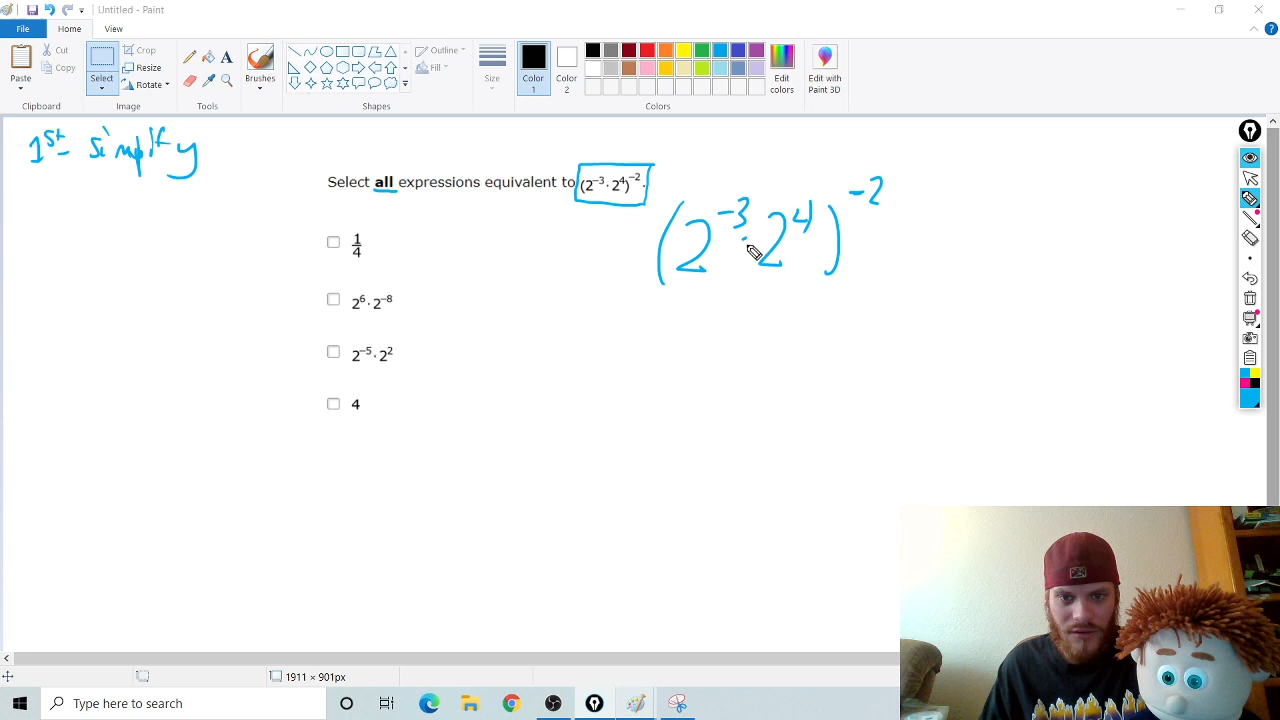 Untitled - Paint
File Home View
Paste
Cut
Copy
Clipboard
Select
Crop
Resize
Rotate
Image
Tools
Brushes
Outline
Fill
Shapes
Size
Color 1
Color 2
Edit colors
Edit with Paint 3D
Colors
1st simplify
Select all expressions equivalent to (2⁻³·2⁴)⁻².
(2⁻³·2⁴)⁻²
1/4
2⁶·2⁻⁸
2⁻⁵·2²
4
1911 × 901px
Type here to search